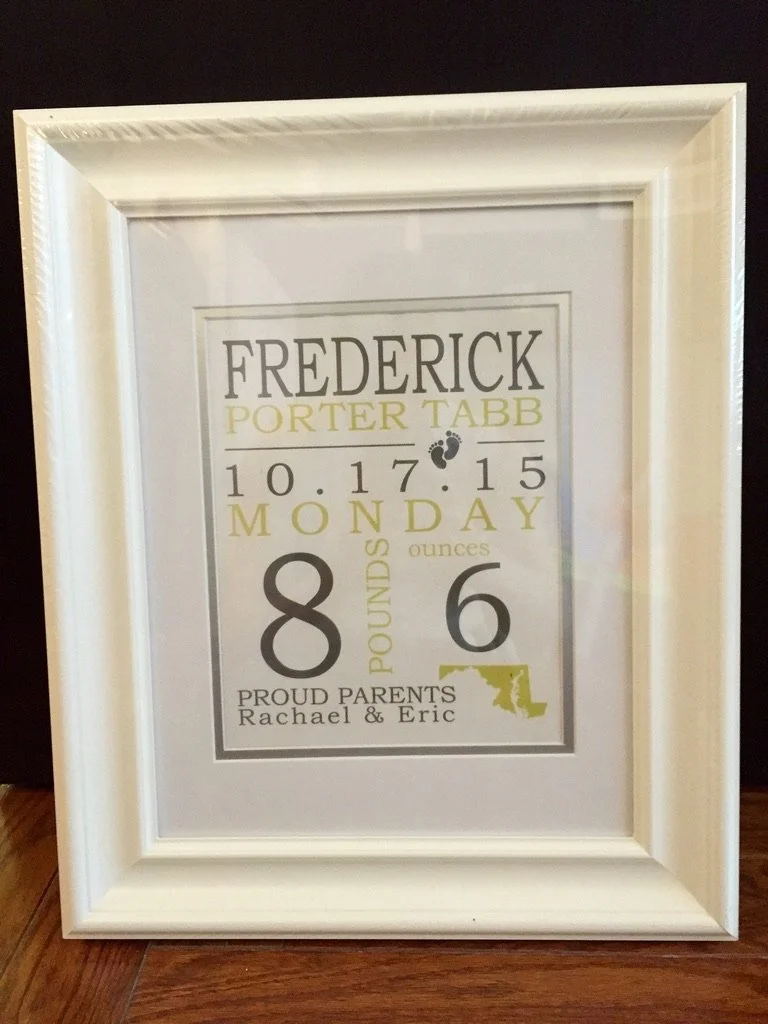 FREDERICK
PORTER TABB
10.17.15
MONDAY
8 POUNDS 6 ounces
PROUD PARENTS
Rachael & Eric